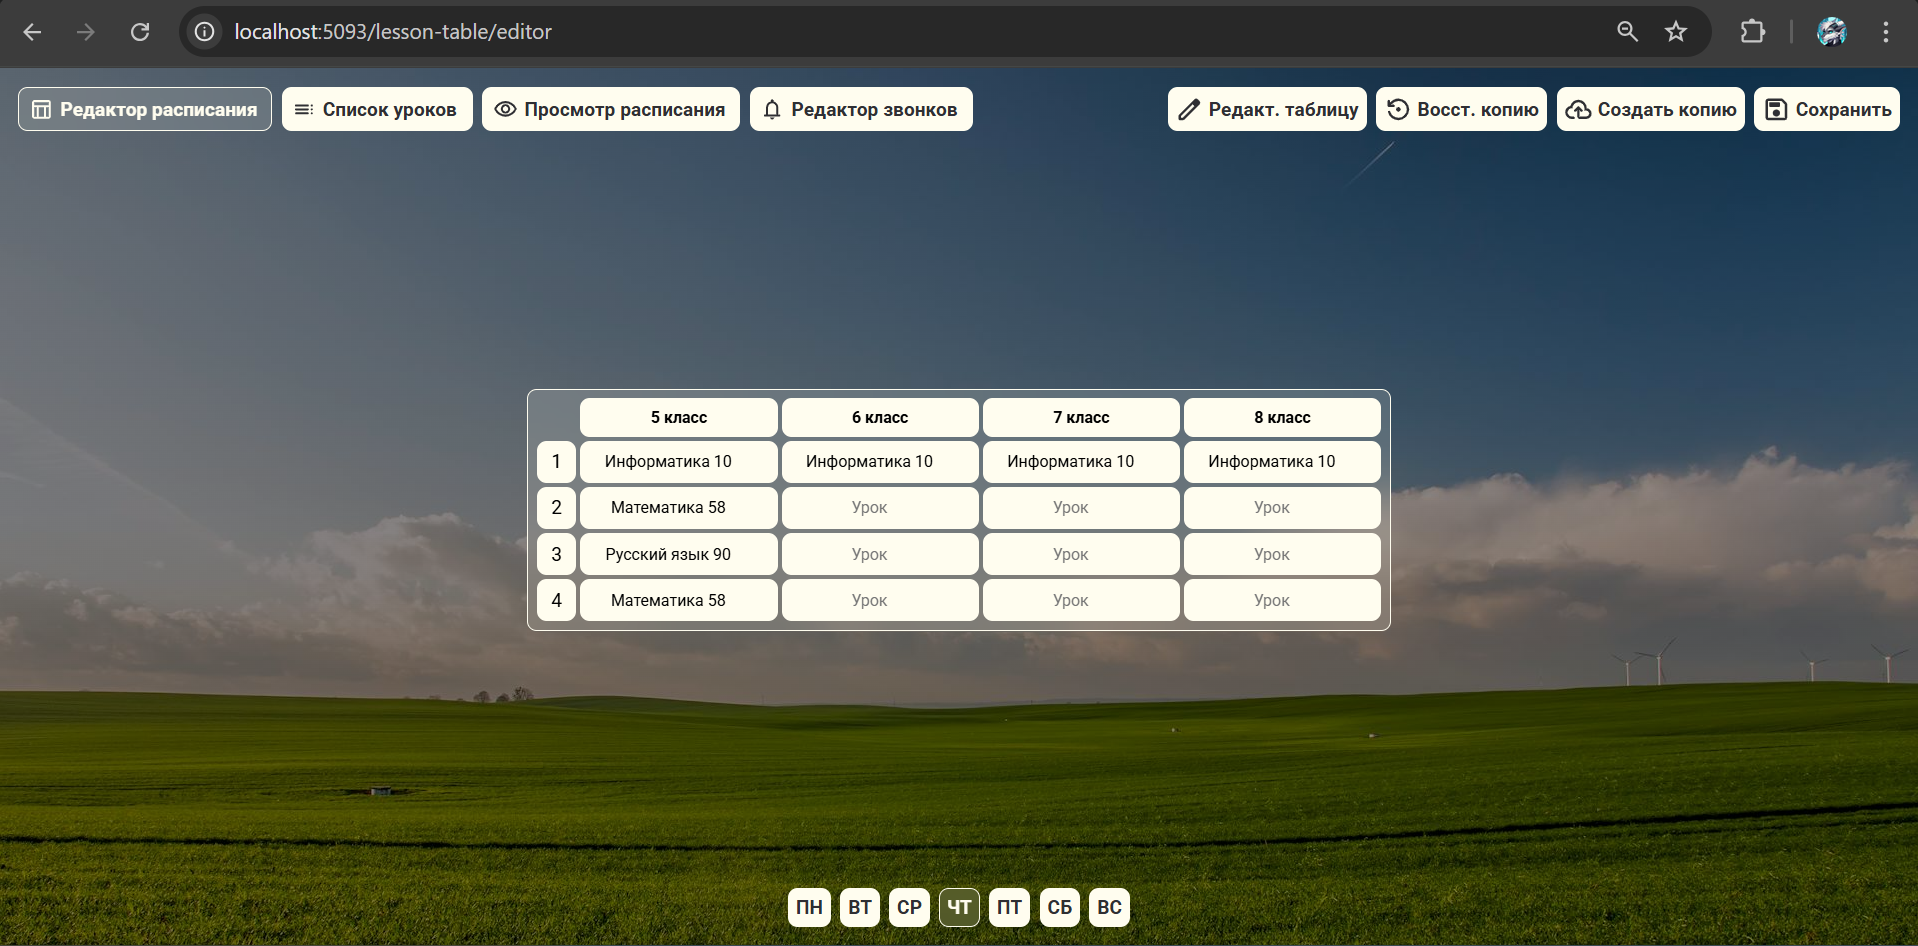 localhost:5093/lesson-table/editor
Редактор расписания Список уроков Просмотр расписания Редактор звонков Редакт. таблицу Восст. копию Создать копию Сохранить
5 класс 6 класс 7 класс 8 класс
1 Информатика 10 Информатика 10 Информатика 10 Информатика 10
2 Математика 58 Урок Урок Урок
3 Русский язык 90 Урок Урок Урок
4 Математика 58 Урок Урок Урок
ПН ВТ СР ЧТ ПТ СБ ВС